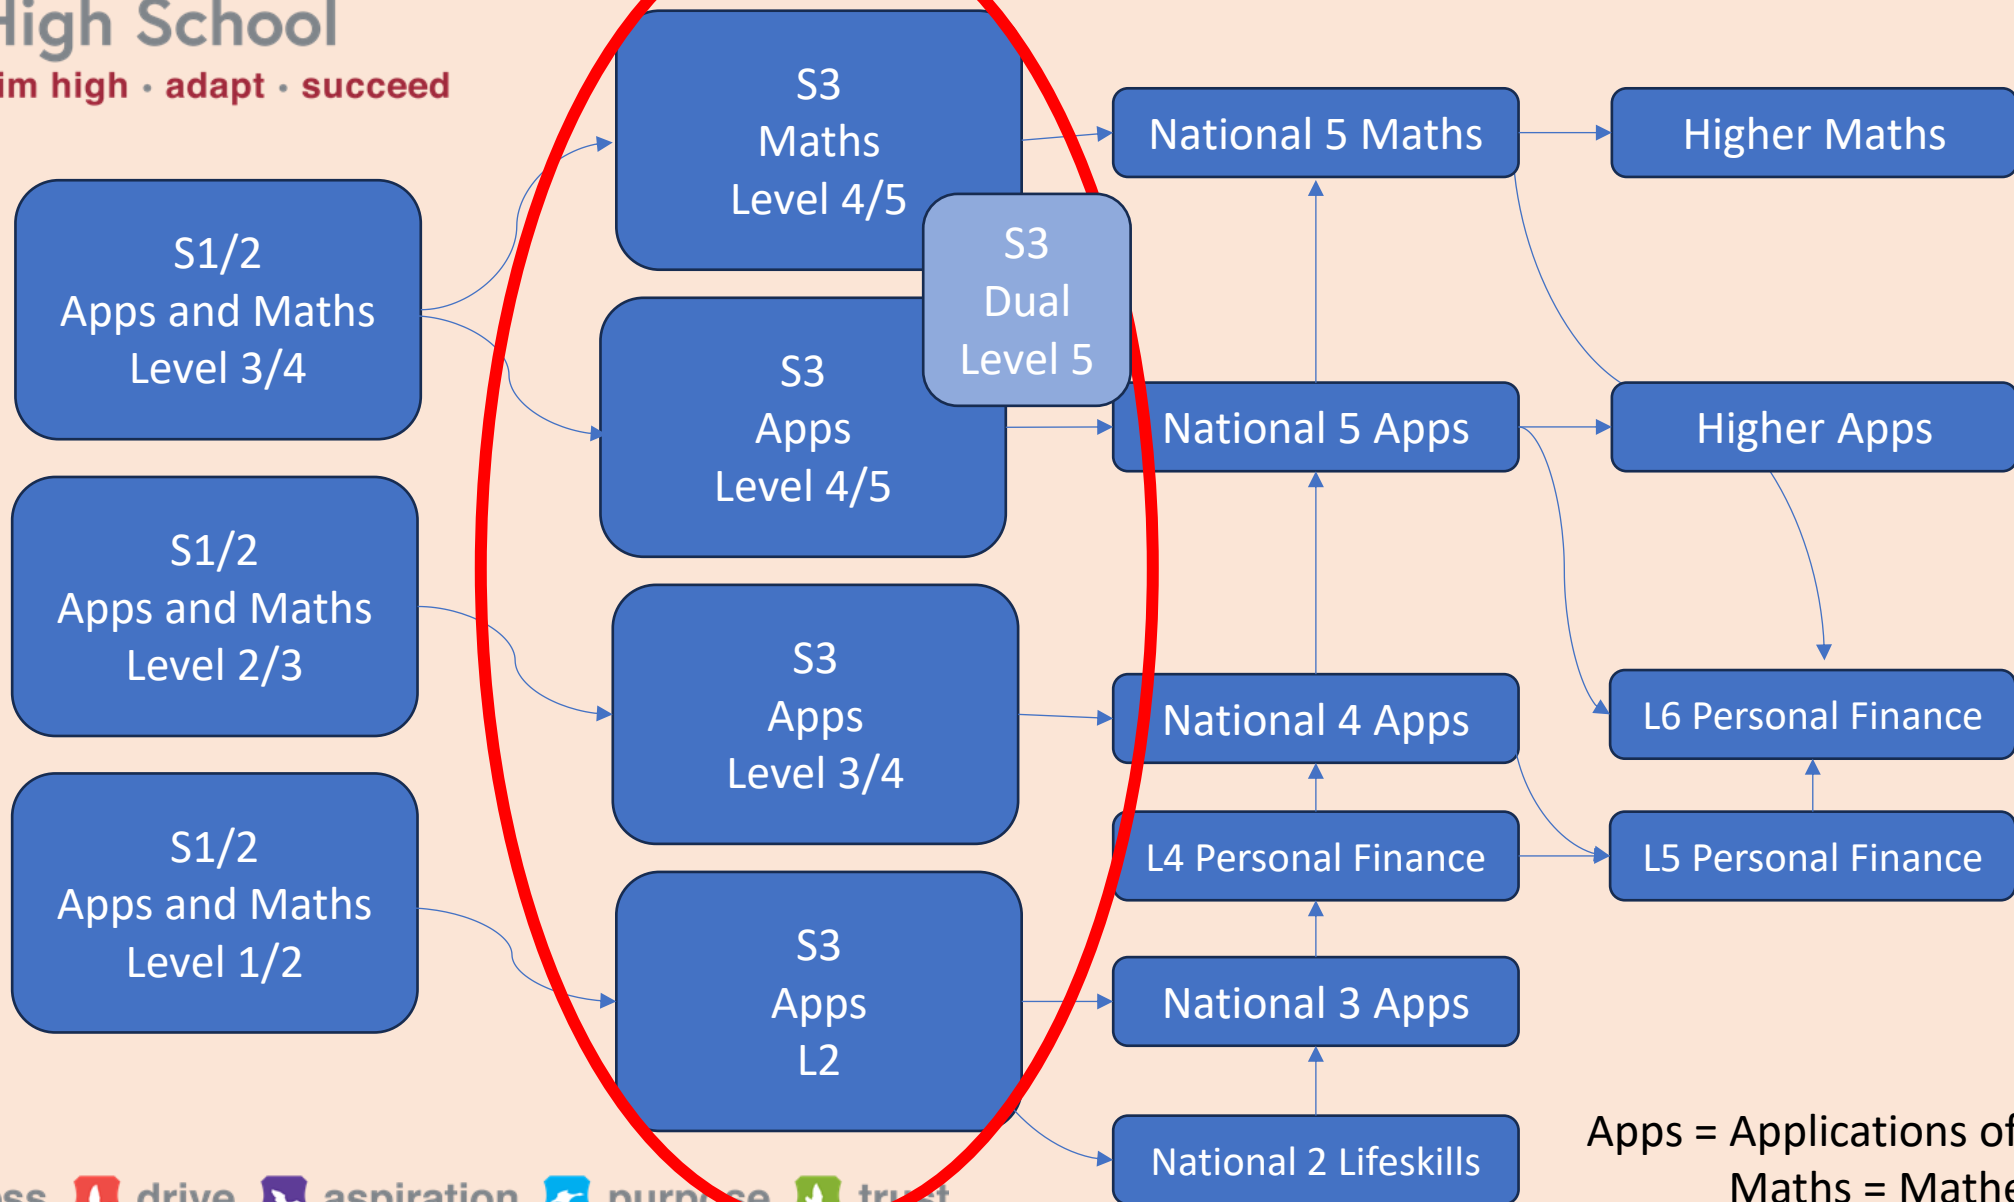 High School
im high · adapt · succeed
S1/2
Apps and Maths
Level 3/4
S1/2
Apps and Maths
Level 2/3
S1/2
Apps and Maths
Level 1/2
S3
Maths
Level 4/5
S3
Dual
Level 5
S3
Apps
Level 4/5
S3
Apps
Level 3/4
S3
Apps
L2
National 5 Maths
National 5 Apps
National 4 Apps
L4 Personal Finance
National 3 Apps
National 2 Lifeskills
Higher Maths
Higher Apps
L6 Personal Finance
L5 Personal Finance
Apps = Applications of
Maths = Mathe
ss drive aspiration purpose trust